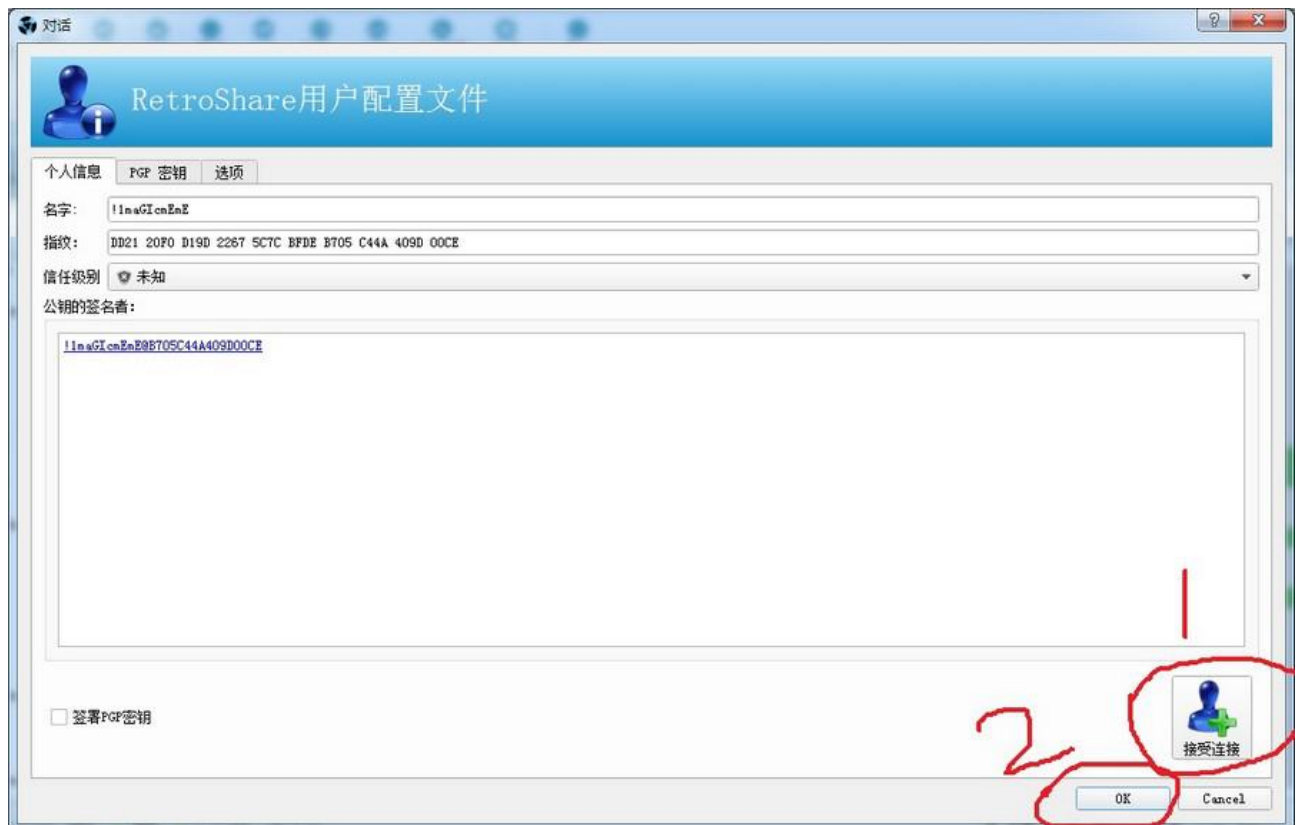 对话
RetroShare用户配置文件
个人信息 PGP 密钥 选项
名字: !1naGIcmEmE
指纹: DD21 20F0 D19D 2267 5C7C BFDE B705 C44A 409D 00CE
信任级别 未知
公钥的签名者:
!1naGIcmEmE@B705C44A409D00CE
1
签署PGP密钥
2
接受连接
OK Cancel